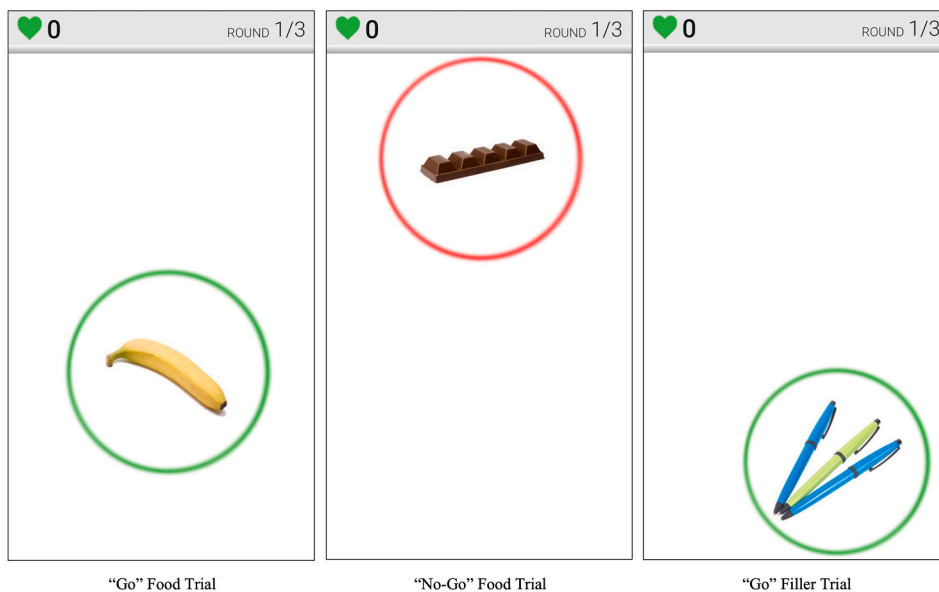 0 ROUND 1/3
0 ROUND 1/3
0 ROUND 1/3
“Go” Food Trial
“No-Go” Food Trial
“Go” Filler Trial